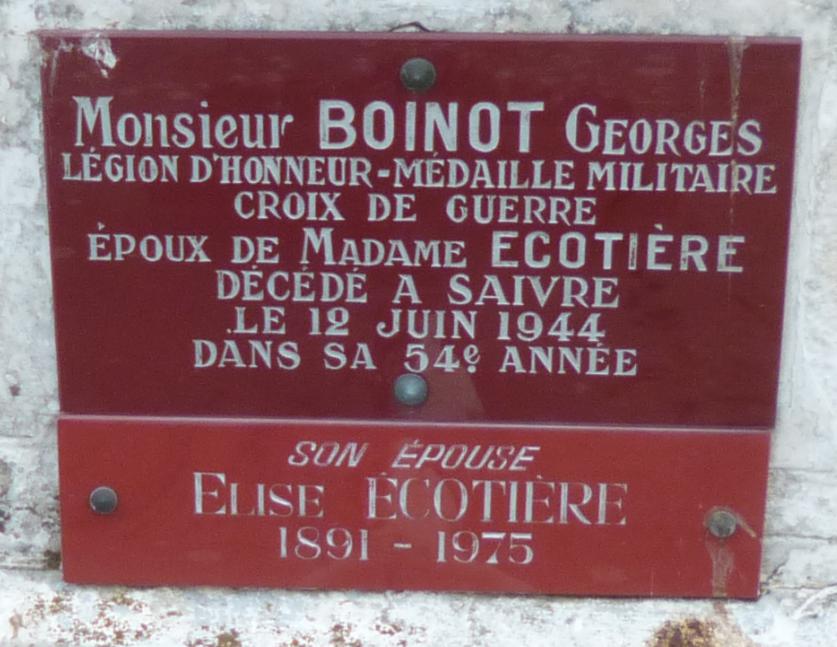 Monsieur BOINOT GEORGES
LÉGION D'HONNEUR-MÉDAILLE MILITAIRE
CROIX DE GUERRE
ÉPOUX DE MADAME ECOTIÈRE
DÉCÉDÉ A SAIVRE
LE 12 JUIN 1944
DANS SA 54e ANNÉE
SON ÉPOUSE
ELISE ÉCOTIÈRE
1891 - 1975